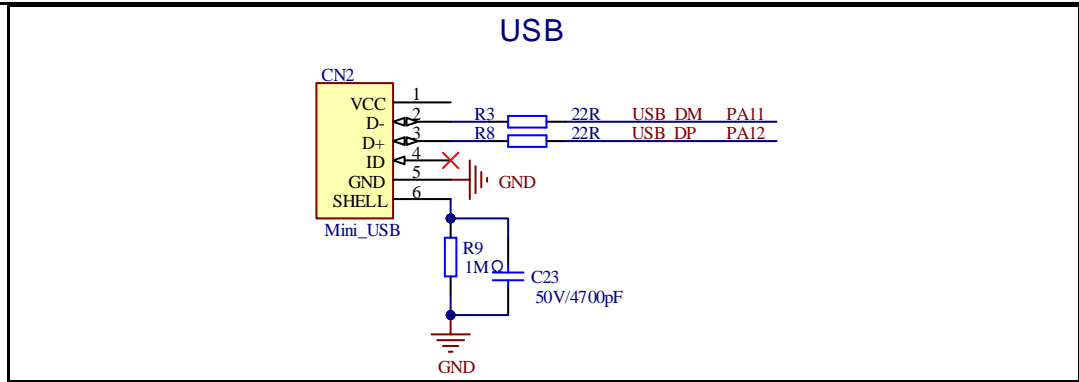 USB
CN2
VCC 1
D- 2 R3 22R USB_DM PA11
D+ 3 R8 22R USB_DP PA12
ID 4
GND 5 GND
SHELL 6
Mini_USB
R9
1MΩ
C23
50V/4700pF
GND